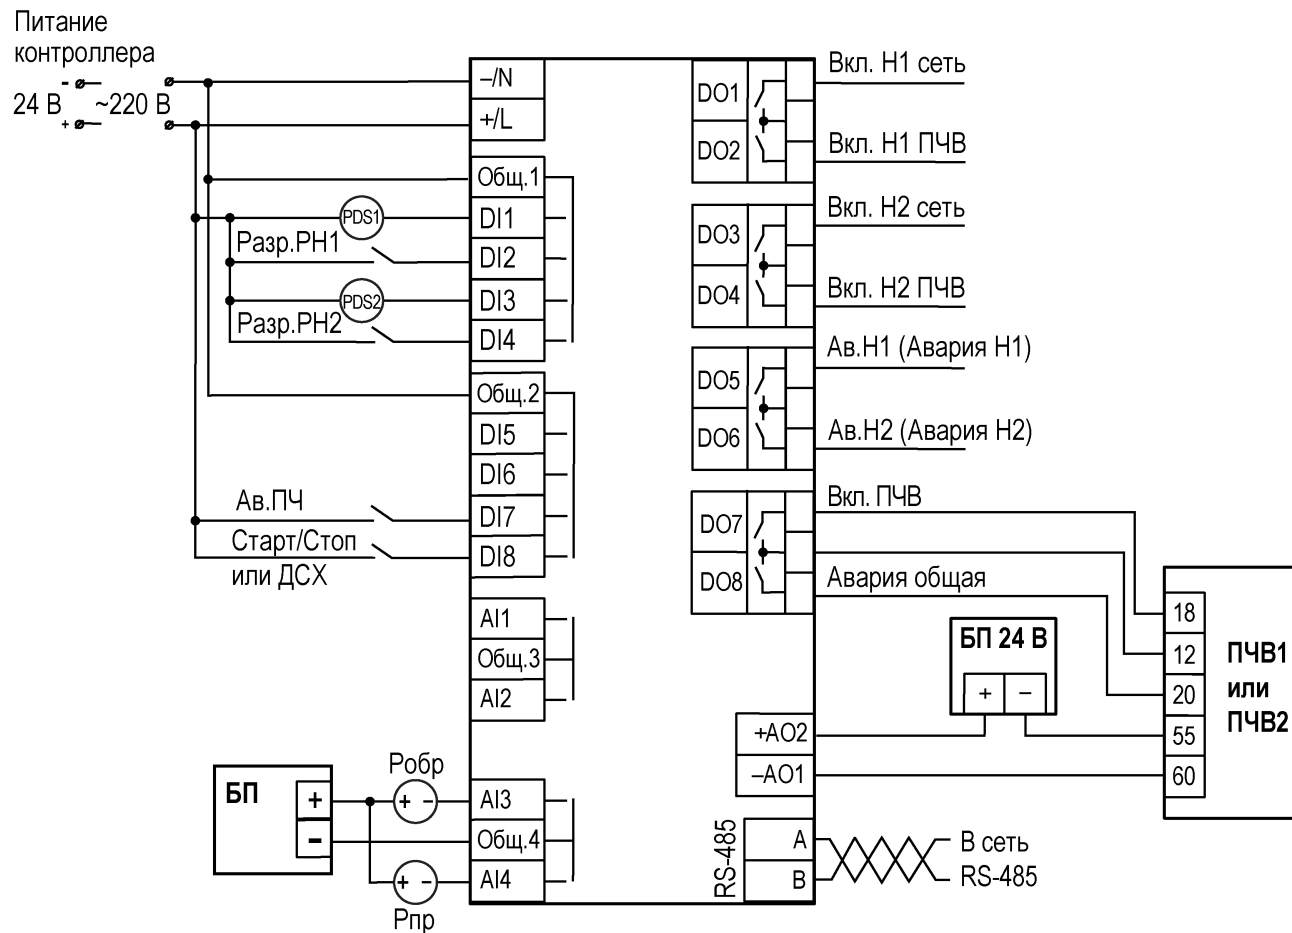 Питание
контроллера
-
24 В
+
~220 В
–/N
+/L
Общ.1
PDS1
DI1
Разр.РН1
DI2
PDS2
DI3
Разр.РН2
DI4
Общ.2
DI5
DI6
Ав.ПЧ
DI7
Старт/Стоп
или ДСХ
DI8
AI1
Общ.3
AI2
БП
+
-
Робр
+ -
AI3
Общ.4
+ -
AI4
Рпр
DO1
Вкл. Н1 сеть
DO2
Вкл. Н1 ПЧВ
DO3
Вкл. Н2 сеть
DO4
Вкл. Н2 ПЧВ
DO5
Ав.Н1 (Авария Н1)
DO6
Ав.Н2 (Авария Н2)
DO7
Вкл. ПЧВ
DO8
Авария общая
БП 24 В
+ –
18
12
20
55
60
ПЧВ1
или
ПЧВ2
+AO2
–AO1
RS-485
A
B
В сеть
RS-485